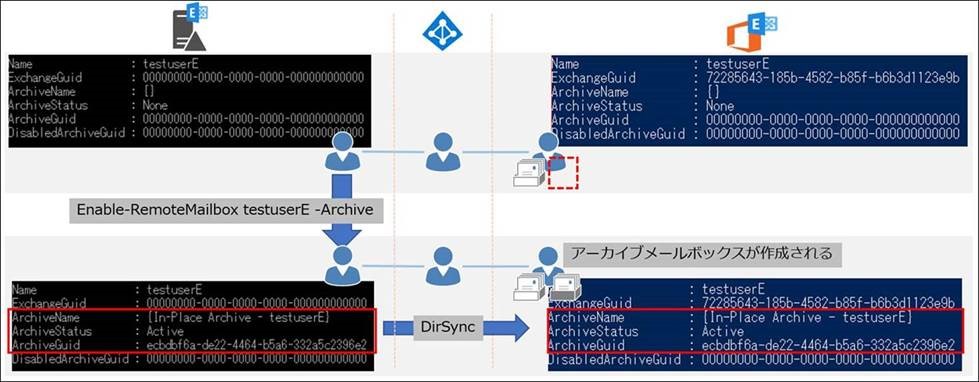 Name : testuserE
ExchangeGuid : 00000000-0000-0000-0000-000000000000
ArchiveName : []
ArchiveStatus : None
ArchiveGuid : 00000000-0000-0000-0000-000000000000
DisabledArchiveGuid : 00000000-0000-0000-0000-000000000000
Name : testuserE
ExchangeGuid : 72285643-185b-4582-b85f-b6b3d1123e9b
ArchiveName : []
ArchiveStatus : None
ArchiveGuid : 00000000-0000-0000-0000-000000000000
DisabledArchiveGuid : 00000000-0000-0000-0000-000000000000
Enable-RemoteMailbox testuserE -Archive
アーカイブメールボックスが作成される
Name : testuserE
ExchangeGuid : 00000000-0000-0000-0000-000000000000
ArchiveName : {In-Place Archive - testuserE}
ArchiveStatus : Active
ArchiveGuid : ecbdbf6a-de22-4464-b5a6-332a5c2396e2
DisabledArchiveGuid : 00000000-0000-0000-0000-000000000000
DirSync
Name : testuserE
ExchangeGuid : 72285643-185b-4582-b85f-b6b3d1123e9b
ArchiveName : {In-Place Archive - testuserE}
ArchiveStatus : Active
ArchiveGuid : ecbdbf6a-de22-4464-b5a6-332a5c2396e2
DisabledArchiveGuid : 00000000-0000-0000-0000-000000000000